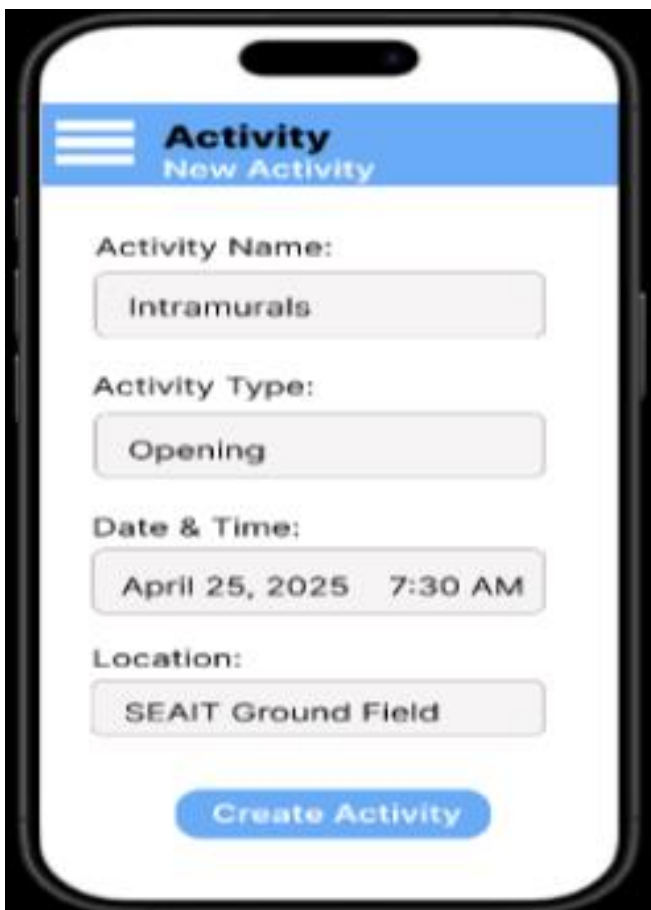 Activity
New Activity
Activity Name:
Intramurals
Activity Type:
Opening
Date & Time:
April 25, 2025 7:30 AM
Location:
SEAIT Ground Field
Create Activity